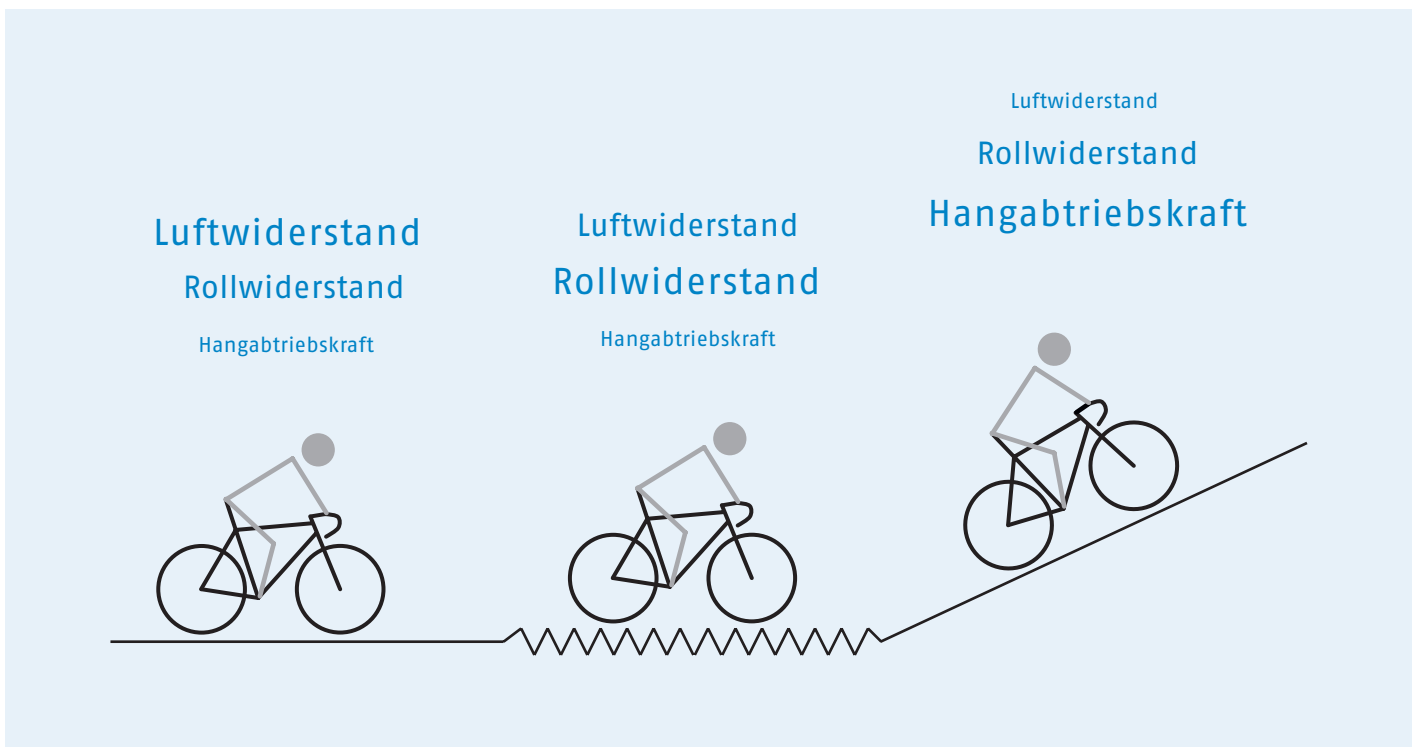 Luftwiderstand
Rollwiderstand
Hangabtriebskraft
Luftwiderstand
Rollwiderstand
Hangabtriebskraft
Luftwiderstand
Rollwiderstand
Hangabtriebskraft